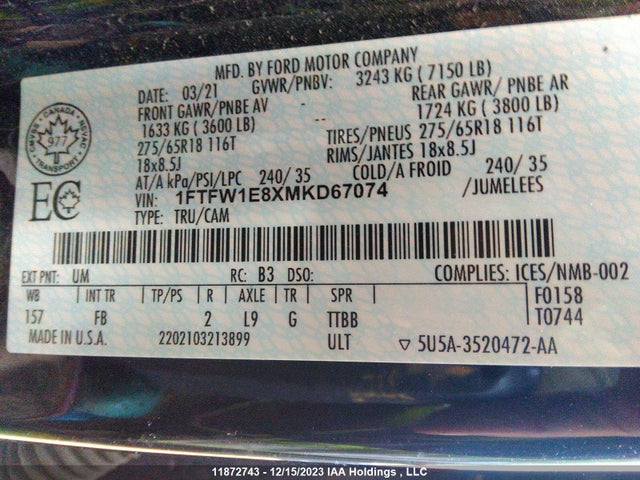 MFD. BY FORD MOTOR COMPANY
DATE: 03/21 GVWR/PNBV: 3243 KG ( 7150 LB)
FRONT GAWR/PNBE AV REAR GAWR/ PNBE AR
1633 KG ( 3600 LB) -- 1724 KG ( 3800 LB)
275/65R18 116T TIRES/PNEUS 275/65R18 116T
18x8.5J -- RIMS/JANTES 18x8.5J
AT/A kPa/PSI/LPC 240/ 35 COLD/A FROID 240/ 35
VIN: 1FTFW1E8XMKD67074 /JUMELEES
TYPE: TRU/CAM
CANADA
CMVSS NSVAC
977
TRANSPORT
EC
EXT PNT: UM RC: B3 DSO: COMPLIES: ICES/NMB-002
WB INT TR TP/PS R AXLE TR SPR F0158
157 FB 2 L9 G TTBB T0744
MADE IN U.S.A. 2202103213899 ULT ▽ 5U5A-3520472-AA
11872743 - 12/15/2023 IAA Holdings , LLC